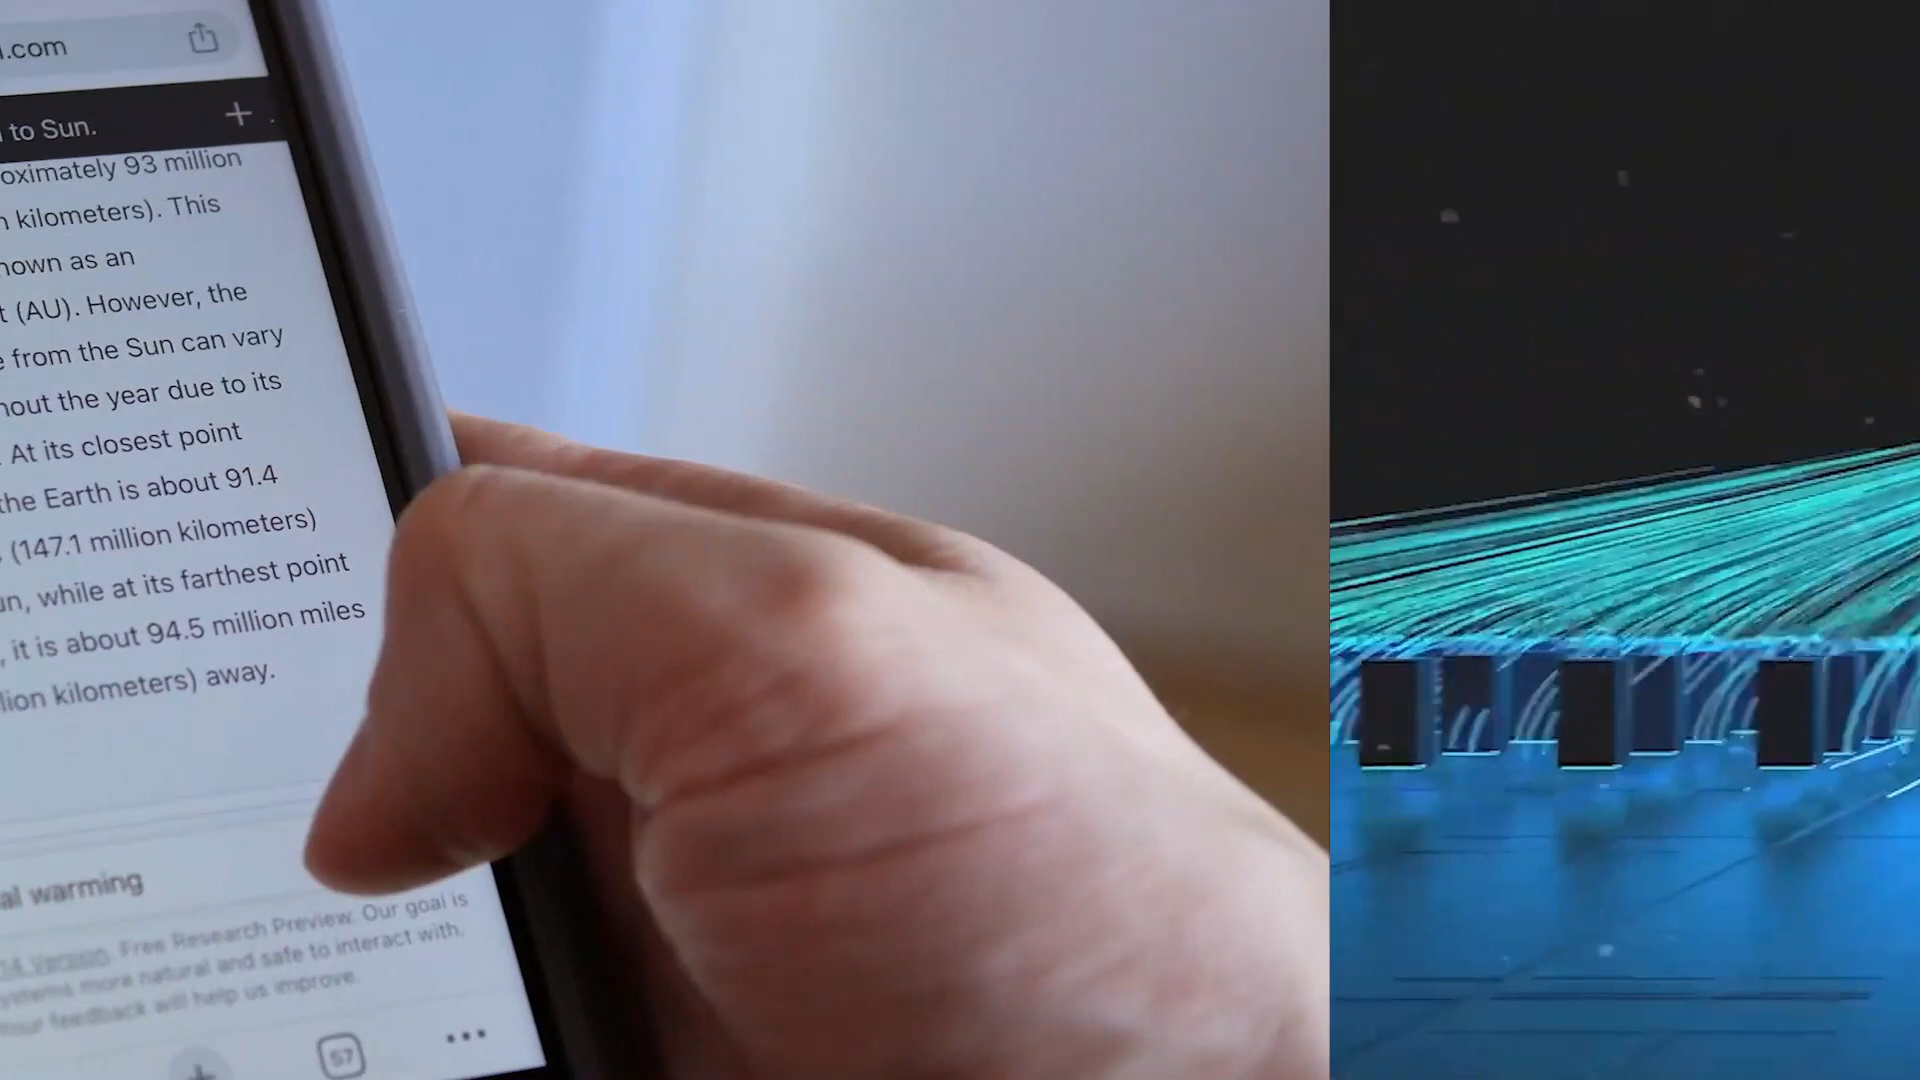 .com
to Sun.
oximately 93 million
kilometers). This
nown as an
t (AU). However, the
e from the Sun can vary
hout the year due to its
. At its closest point
the Earth is about 91.4
(147.1 million kilometers)
un, while at its farthest point
, it is about 94.5 million miles
lion kilometers) away.
al warming
14 Version. Free Research Preview. Our goal is
ystems more natural and safe to interact with.
Your feedback will help us improve.
57